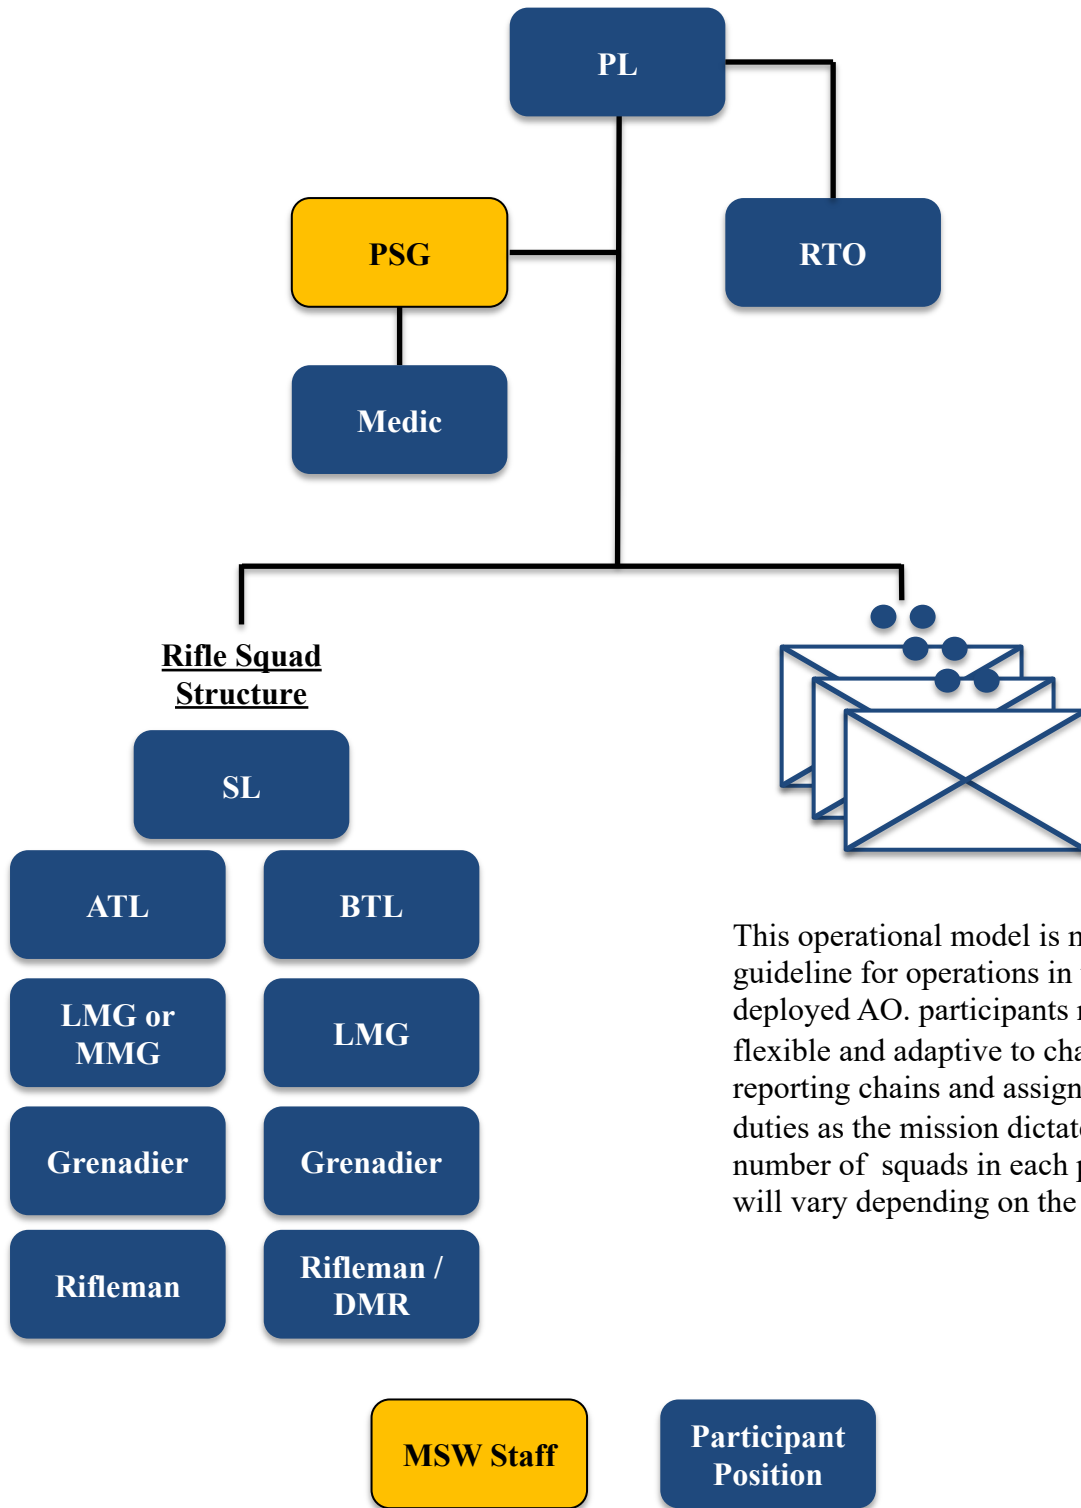 PL
PSG
RTO
Medic
Rifle Squad
Structure
SL
ATL
BTL
LMG or
MMG
LMG
Grenadier
Grenadier
Rifleman
Rifleman /
DMR
This operational model is
guideline for operations in
deployed AO. participants
flexible and adaptive to
reporting chains and
duties as the mission
number of squads in each
will vary depending on the
MSW Staff
Participant
Position